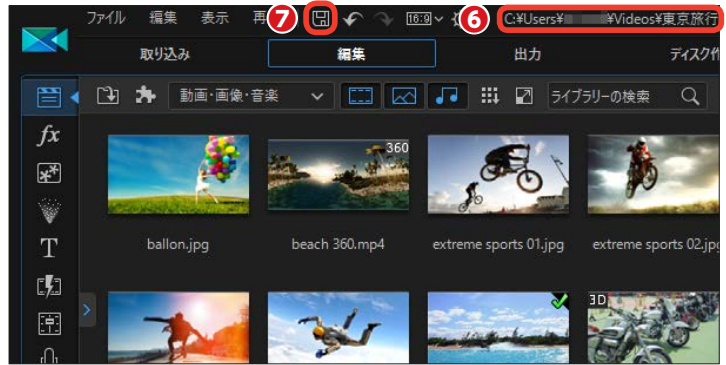 ファイル 編集 表示 再 7 16:9 6 C:¥Users¥ ¥Videos¥東京旅行
取り込み 編集 出力 ディスク作
動画・画像・音楽 ライブラリーの検索
fx
360
T
ballon.jpg beach 360.mp4 extreme sports 01.jpg extreme sports 02.jp
3D